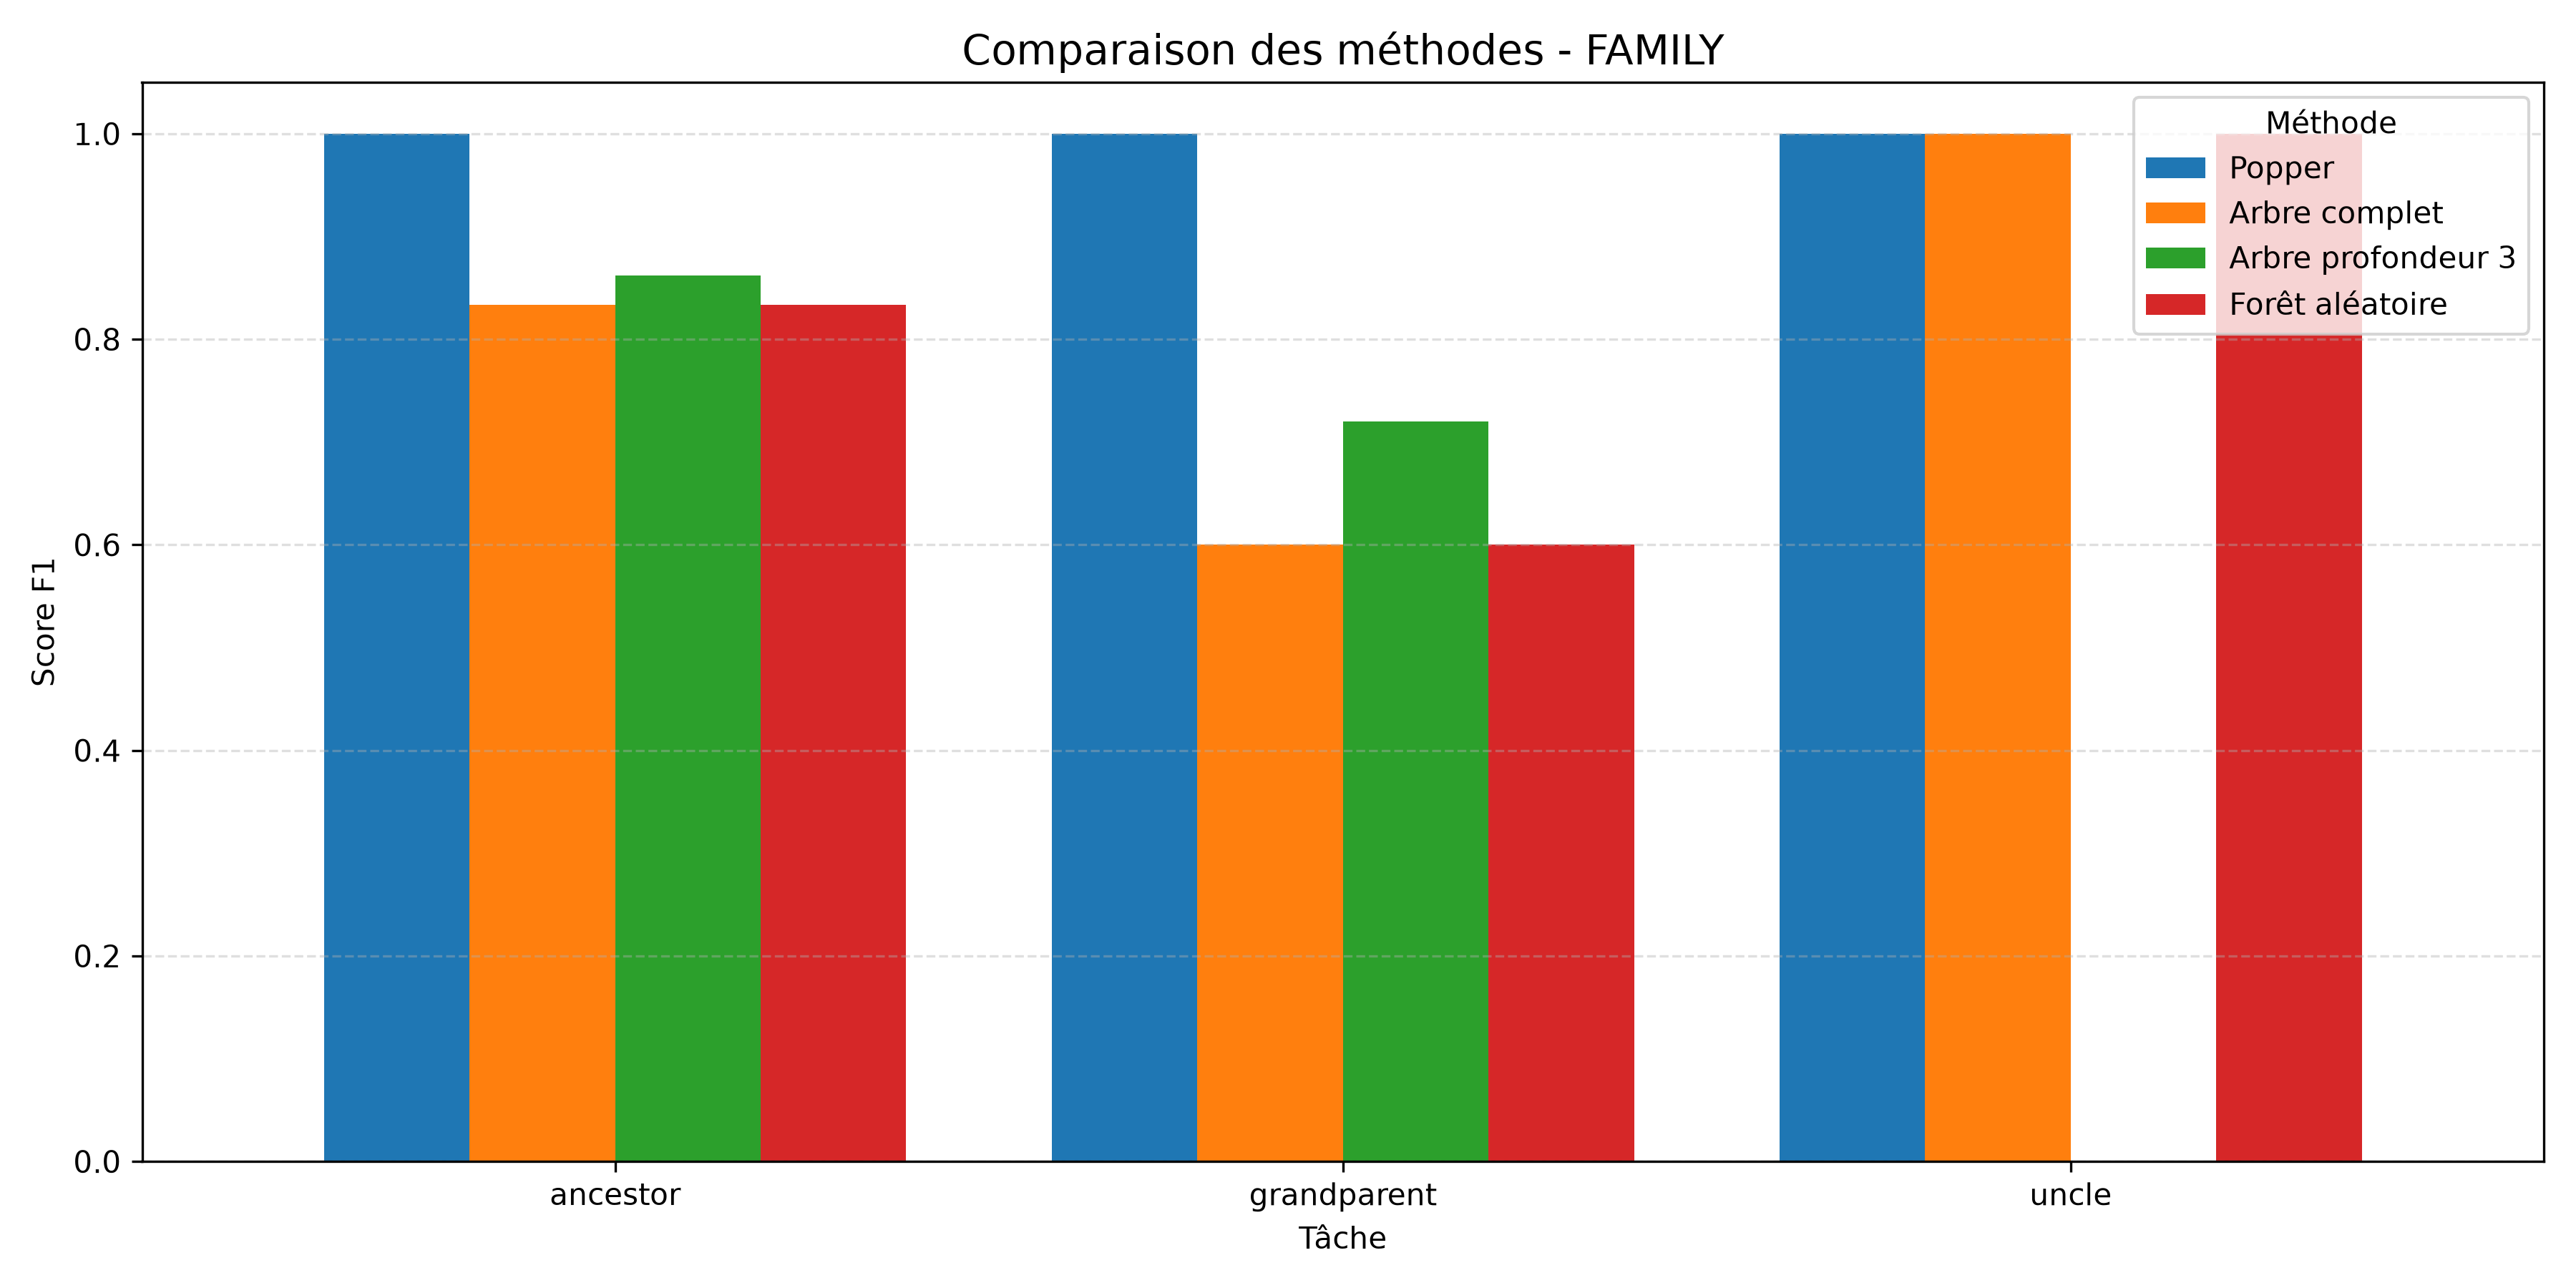 Comparaison des méthodes - FAMILY
Score F1
1.0
0.8
0.6
0.4
0.2
0.0
Méthode
Popper
Arbre complet
Arbre profondeur 3
Forêt aléatoire
ancestor
grandparent
uncle
Tâche